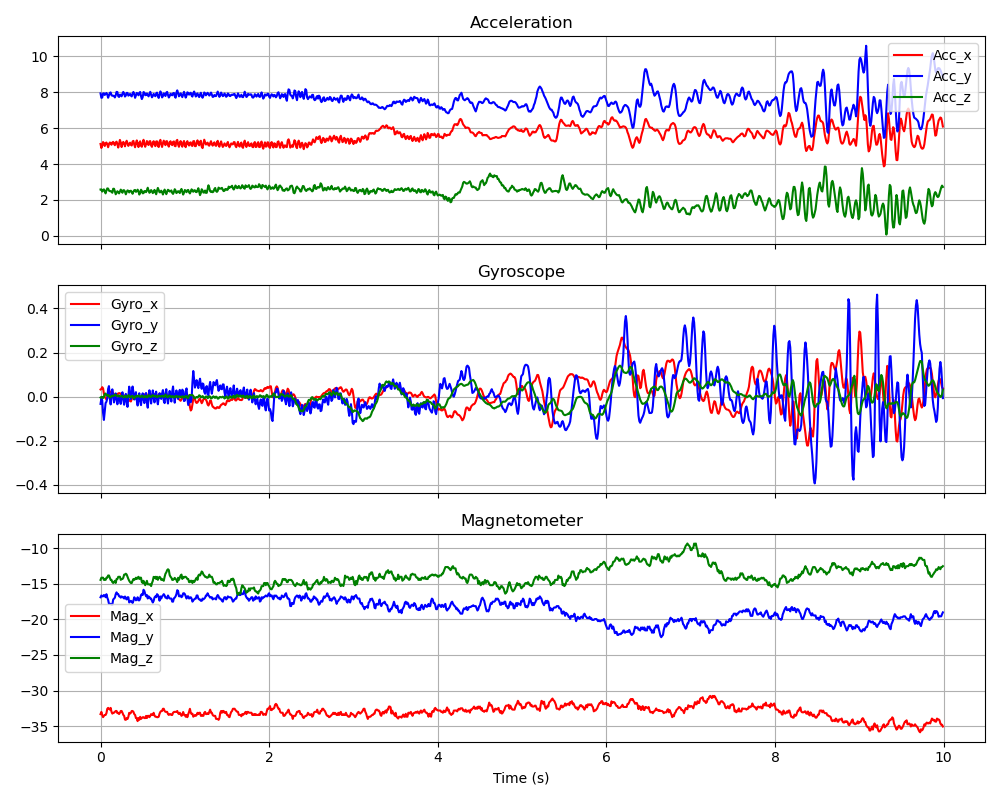 Acceleration
10
8
6
4
2
0
Acc_x
Acc_y
Acc_z
Gyroscope
0.4
0.2
0.0
−0.2
−0.4
Gyro_x
Gyro_y
Gyro_z
Magnetometer
−10
−15
−20
−25
−30
−35
Mag_x
Mag_y
Mag_z
0 2 4 6 8 10
Time (s)